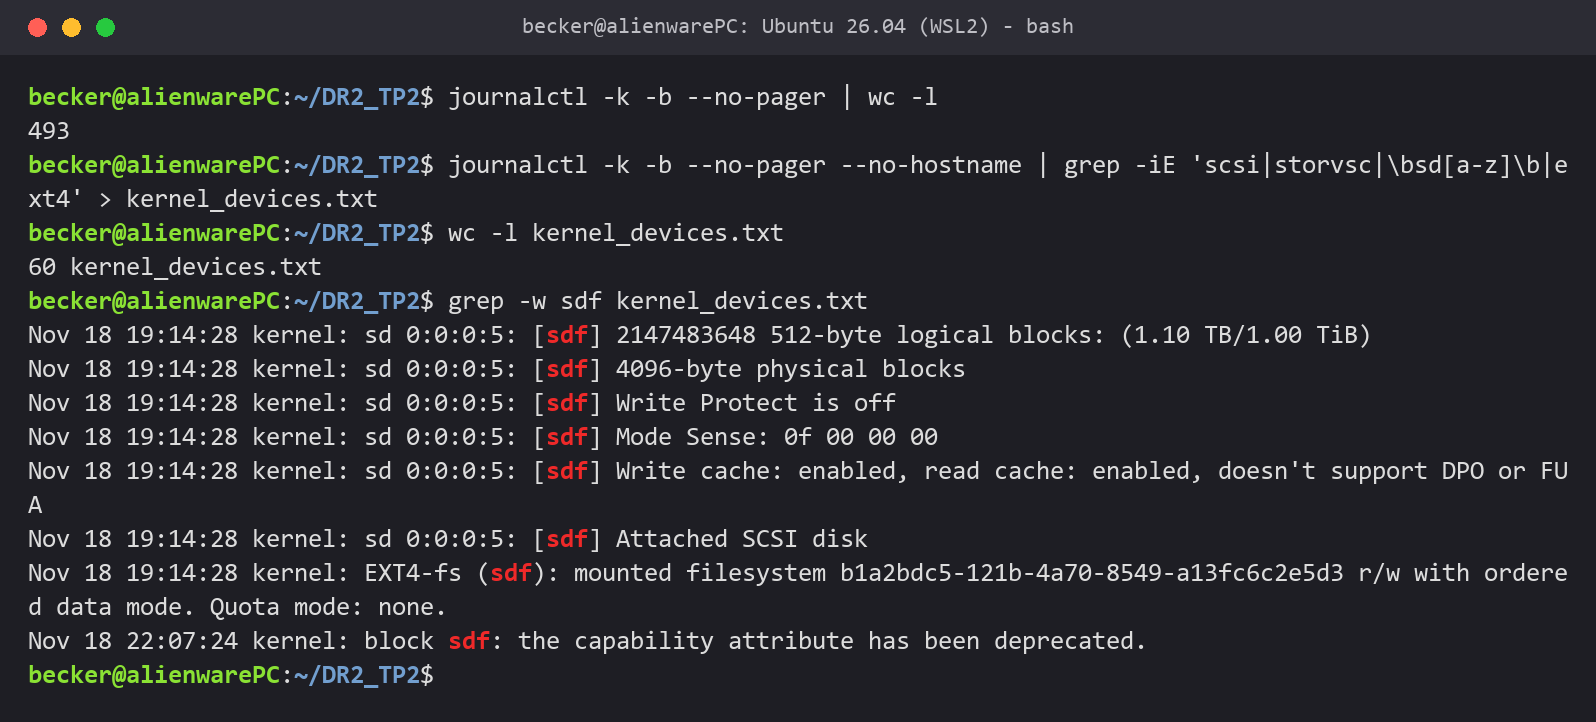 becker@alienwarePC: Ubuntu 26.04 (WSL2) - bash
becker@alienwarePC:~/DR2_TP2$ journalctl -k -b --no-pager | wc -l
493
becker@alienwarePC:~/DR2_TP2$ journalctl -k -b --no-pager --no-hostname | grep -iE 'scsi|storvsc|\bsd[a-z]\b|e
xt4' > kernel_devices.txt
becker@alienwarePC:~/DR2_TP2$ wc -l kernel_devices.txt
60 kernel_devices.txt
becker@alienwarePC:~/DR2_TP2$ grep -w sdf kernel_devices.txt
Nov 18 19:14:28 kernel: sd 0:0:0:5: [sdf] 2147483648 512-byte logical blocks: (1.10 TB/1.00 TiB)
Nov 18 19:14:28 kernel: sd 0:0:0:5: [sdf] 4096-byte physical blocks
Nov 18 19:14:28 kernel: sd 0:0:0:5: [sdf] Write Protect is off
Nov 18 19:14:28 kernel: sd 0:0:0:5: [sdf] Mode Sense: 0f 00 00 00
Nov 18 19:14:28 kernel: sd 0:0:0:5: [sdf] Write cache: enabled, read cache: enabled, doesn't support DPO or FU
A
Nov 18 19:14:28 kernel: sd 0:0:0:5: [sdf] Attached SCSI disk
Nov 18 19:14:28 kernel: EXT4-fs (sdf): mounted filesystem b1a2bdc5-121b-4a70-8549-a13fc6c2e5d3 r/w with ordere
d data mode. Quota mode: none.
Nov 18 22:07:24 kernel: block sdf: the capability attribute has been deprecated.
becker@alienwarePC:~/DR2_TP2$